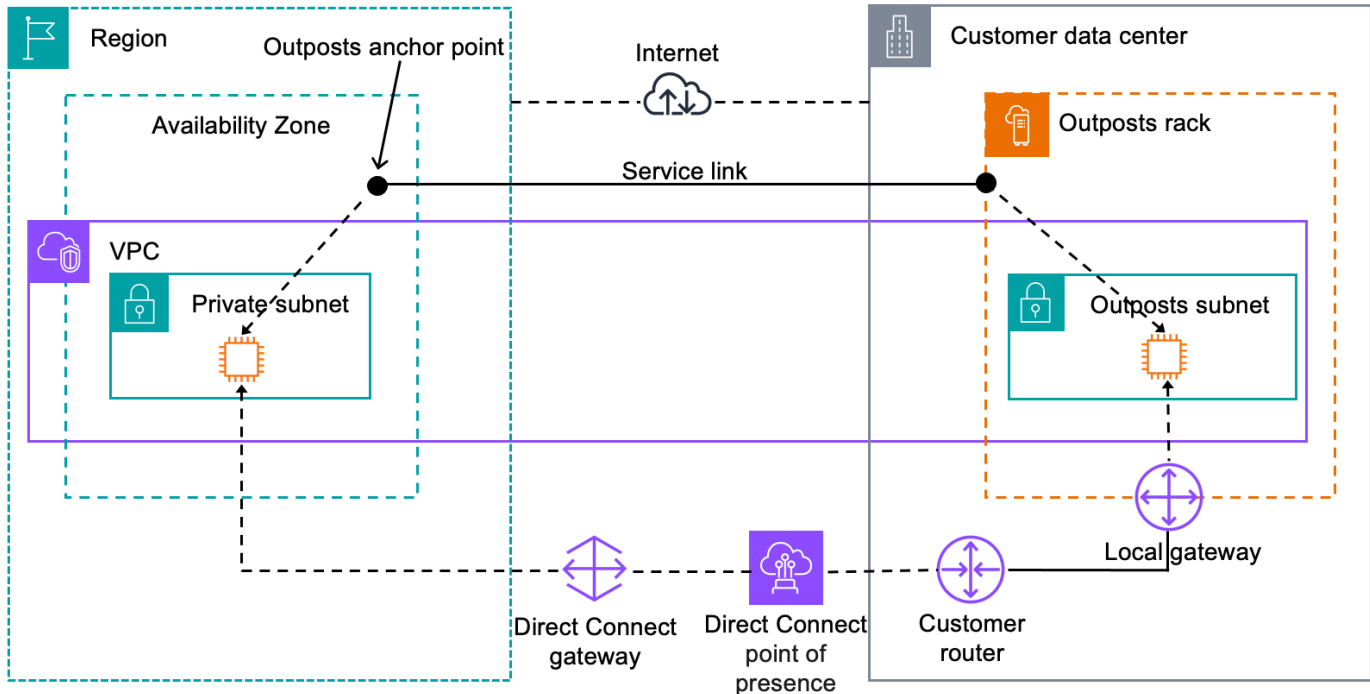 Region
Outposts anchor point
Internet
Customer data center
Availability Zone
Outposts rack
Service link
VPC
Private subnet
Outposts subnet
Local gateway
Direct Connect
gateway
Direct Connect
point of
presence
Customer
router